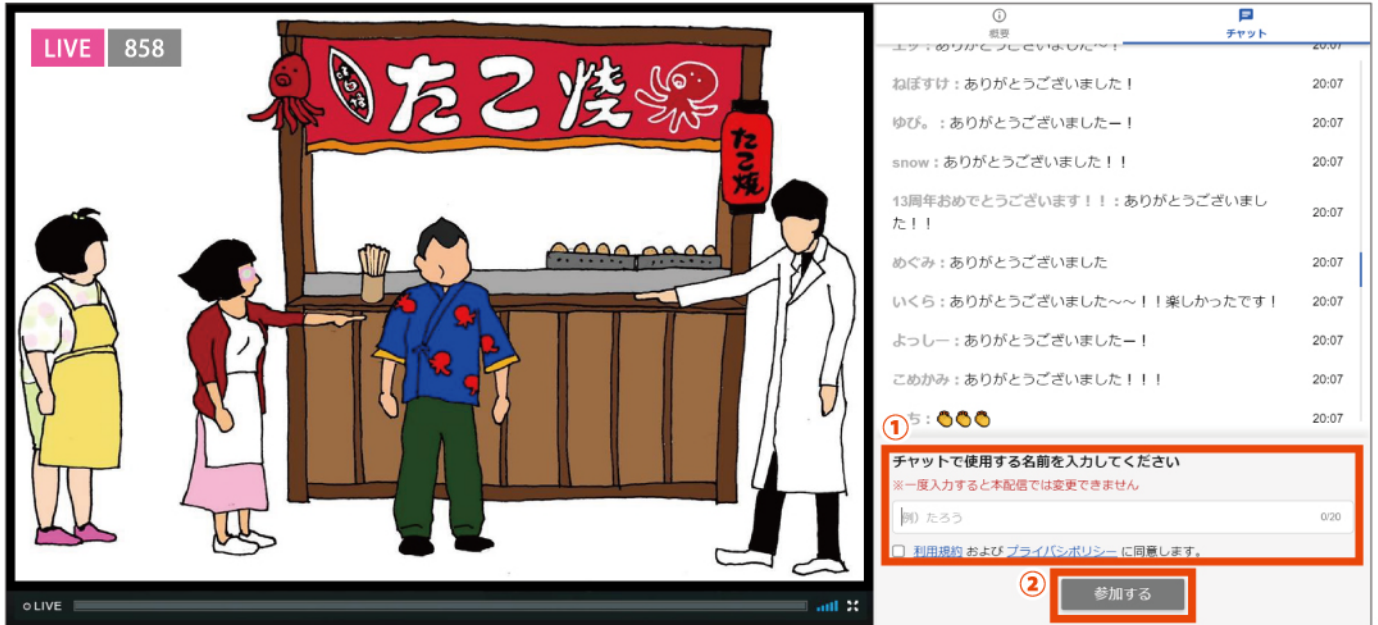 LIVE 858
たこ焼
たこ焼
LIVE
概要
チャット
ねぼすけ：ありがとうございました！ 20:07
ゆぴ。：ありがとうございましたー！ 20:07
snow：ありがとうございました！！ 20:07
13周年おめでとうございます！！：ありがとうございまし
た！！ 20:07
めぐみ：ありがとうございました 20:07
いくら：ありがとうございました～～！！楽しかったです！ 20:07
よっしー：ありがとうございましたー！ 20:07
こめかみ：ありがとうございました！！！ 20:07
ち：👏👏👏 20:07
①
チャットで使用する名前を入力してください
※一度入力すると本配信では変更できません
例）たろう 0/20
利用規約 および プライバシポリシー に同意します。
② 参加する